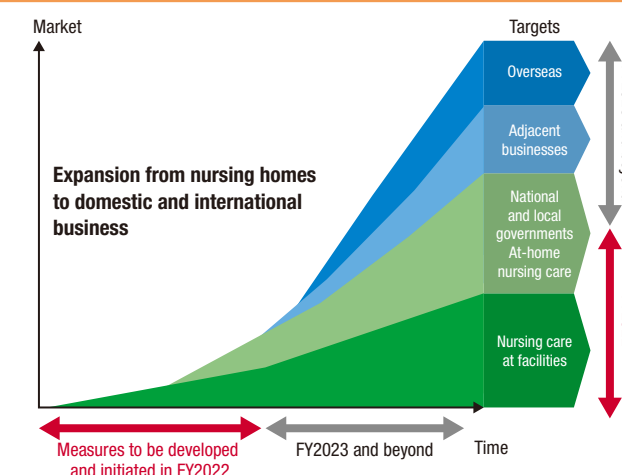 Market
Targets
Overseas
Adjacent
businesses
Expansion from nursing homes
to domestic and international
business
National
and local
governments
At-home
nursing care
Nursing care
at facilities
Measures to be developed
and initiated in FY2022
FY2023 and beyond
Time